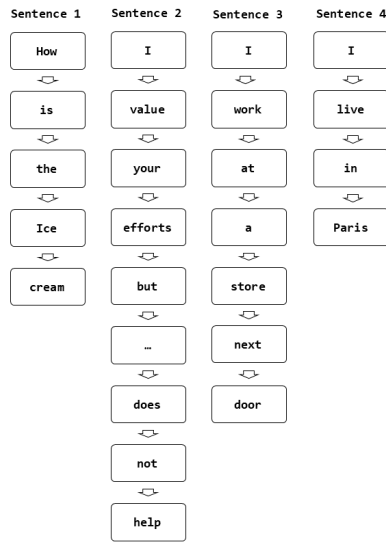 Sentence 1
How
is
the
Ice
cream
Sentence 2
I
value
your
efforts
but
…
does
not
help
Sentence 3
I
work
at
a
store
next
door
Sentence 4
I
live
in
Paris